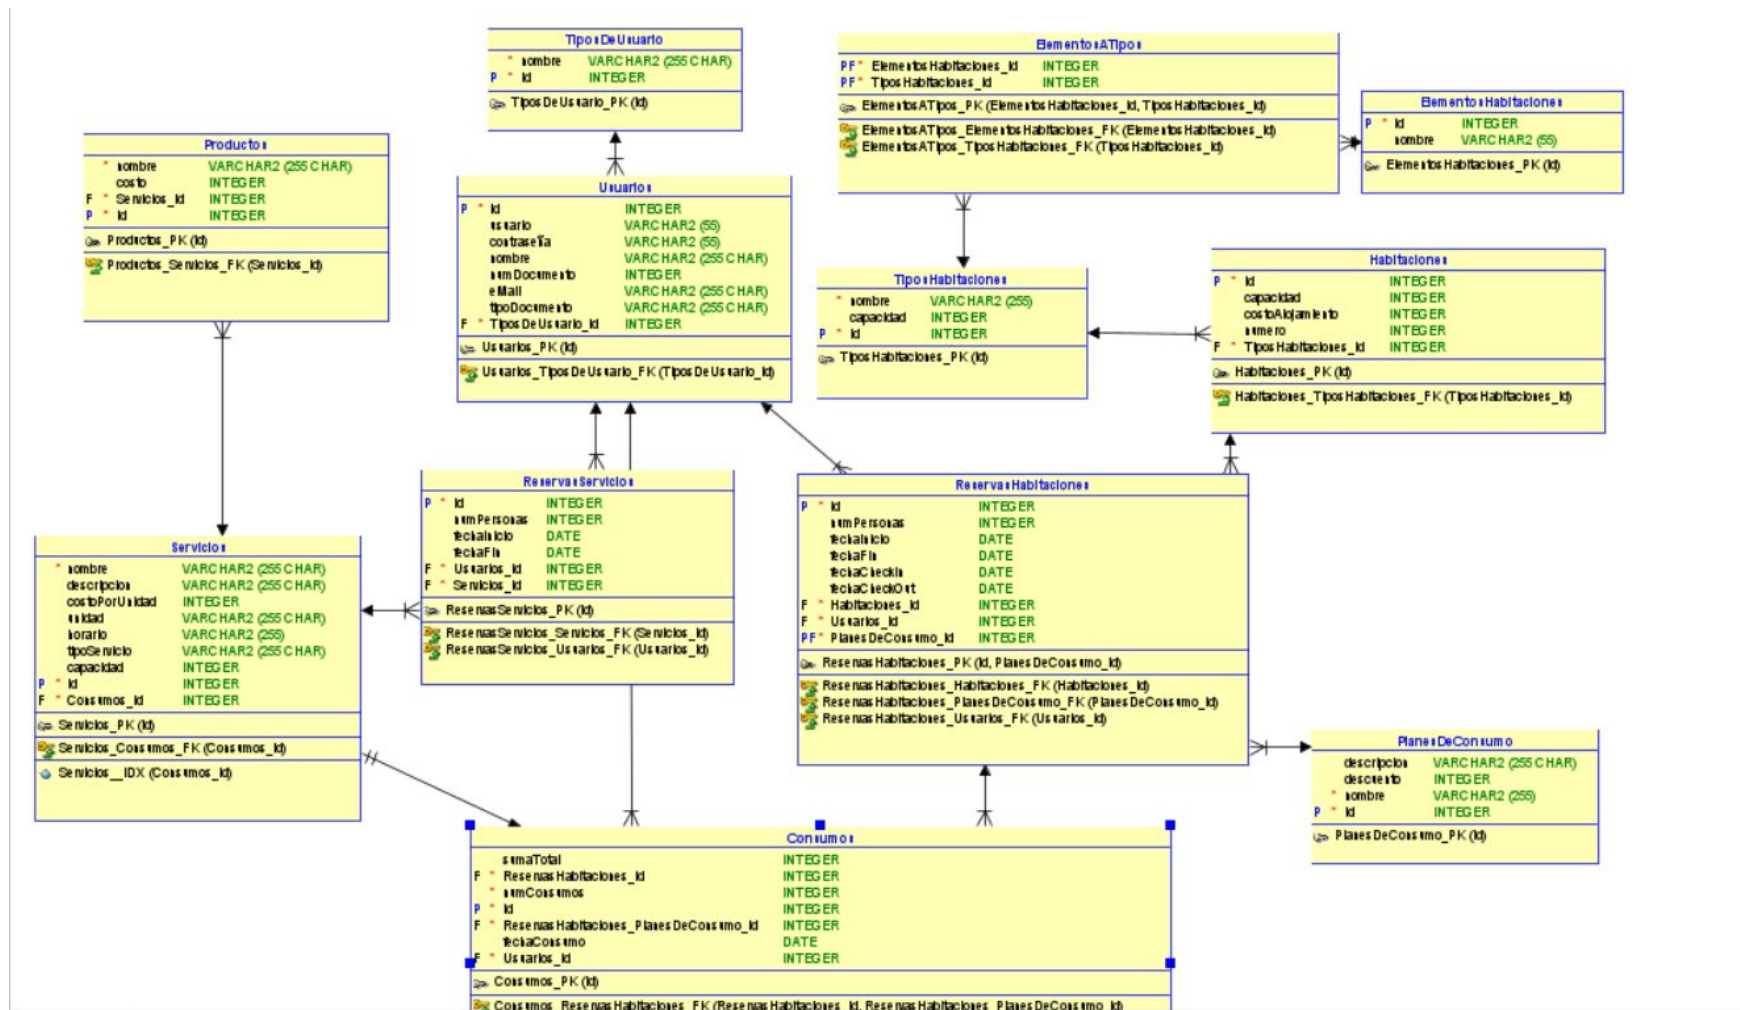 TiposDeUsuario
* nombre VARCHAR2 (255 CHAR)
P * id INTEGER
TiposDeUsuario_PK (id)
ElementosATipos
PF* ElementosHabitaciones_id INTEGER
PF* TiposHabitaciones_id INTEGER
ElementosATipos_PK (ElementosHabitaciones_id, TiposHabitaciones_id)
ElementosATipos_ElementosHabitaciones_FK (ElementosHabitaciones_id)
ElementosATipos_TiposHabitaciones_FK (TiposHabitaciones_id)
ElementosHabitaciones
P * id INTEGER
nombre VARCHAR2 (55)
ElementosHabitaciones_PK (id)
Productos
* nombre VARCHAR2 (255 CHAR)
costo INTEGER
F * Servicios_id INTEGER
P * id INTEGER
Productos_PK (id)
Productos_Servicios_FK (Servicios_id)
Usuarios
P * id INTEGER
usuario VARCHAR2 (55)
contraseña VARCHAR2 (55)
nombre VARCHAR2 (255 CHAR)
numDocumento INTEGER
eMail VARCHAR2 (255 CHAR)
tipoDocumento VARCHAR2 (255 CHAR)
F * TiposDeUsuario_id INTEGER
Usuarios_PK (id)
Usuarios_TiposDeUsuario_FK (TiposDeUsuario_id)
TiposHabitaciones
* nombre VARCHAR2 (255)
capacidad INTEGER
P * id INTEGER
TiposHabitaciones_PK (id)
Habitaciones
P * id INTEGER
capacidad INTEGER
costoAlojamiento INTEGER
numero INTEGER
F * TiposHabitaciones_id INTEGER
Habitaciones_PK (id)
Habitaciones_TiposHabitaciones_FK (TiposHabitaciones_id)
Servicios
* nombre VARCHAR2 (255 CHAR)
descripcion VARCHAR2 (255 CHAR)
costoPorUnidad INTEGER
unidad VARCHAR2 (255 CHAR)
horario VARCHAR2 (255)
tipoServicio VARCHAR2 (255 CHAR)
capacidad INTEGER
P * id INTEGER
F * Consumos_id INTEGER
Servicios_PK (id)
Servicios_Consumos_FK (Consumos_id)
Servicios__IDX (Consumos_id)
ReservasServicios
P * id INTEGER
numPersonas INTEGER
fechaInicio DATE
fechaFin DATE
F * Usuarios_id INTEGER
F * Servicios_id INTEGER
ReservasServicios_PK (id)
ReservasServicios_Servicios_FK (Servicios_id)
ReservasServicios_Usuarios_FK (Usuarios_id)
ReservasHabitaciones
P * id INTEGER
numPersonas INTEGER
fechaInicio DATE
fechaFin DATE
fechaCheckIn DATE
fechaCheckOut DATE
F * Habitaciones_id INTEGER
F * Usuarios_id INTEGER
PF* PlanesDeConsumo_id INTEGER
ReservasHabitaciones_PK (id, PlanesDeConsumo_id)
ReservasHabitaciones_Habitaciones_FK (Habitaciones_id)
ReservasHabitaciones_PlanesDeConsumo_FK (PlanesDeConsumo_id)
ReservasHabitaciones_Usuarios_FK (Usuarios_id)
PlanesDeConsumo
descripcion VARCHAR2 (255 CHAR)
descuento INTEGER
* nombre VARCHAR2 (255)
P * id INTEGER
PlanesDeConsumo_PK (id)
Consumos
sumaTotal INTEGER
F * ReservasHabitaciones_id INTEGER
* numConsumos INTEGER
P * id INTEGER
F * ReservasHabitaciones_PlanesDeConsumo_id INTEGER
fechaConsumo DATE
F * Usuarios_id INTEGER
Consumos_PK (id)
Consumos_ReservasHabitaciones_FK (ReservasHabitaciones_id, ReservasHabitaciones_PlanesDeConsumo_id)